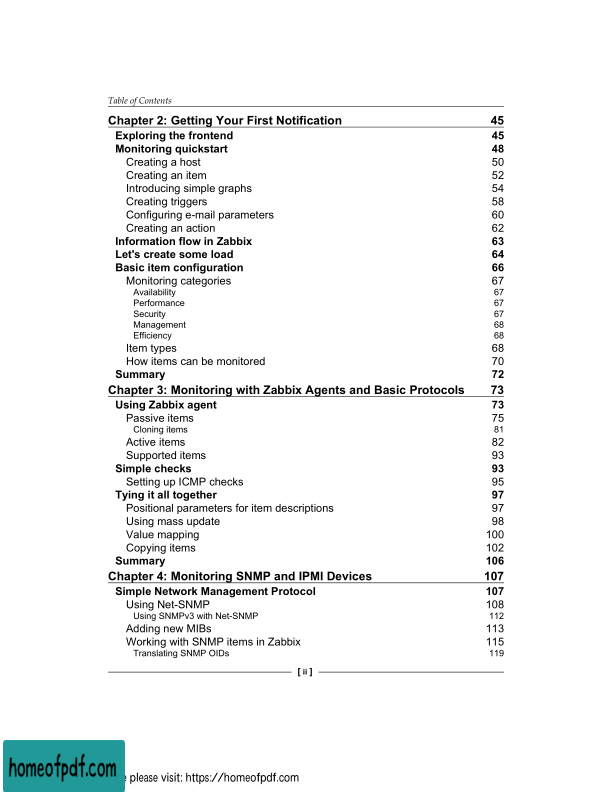 Table of Contents
Chapter 2: Getting Your First Notification 45
Exploring the frontend 45
Monitoring quickstart 48
Creating a host 50
Creating an item 52
Introducing simple graphs 54
Creating triggers 58
Configuring e-mail parameters 60
Creating an action 62
Information flow in Zabbix 63
Let's create some load 64
Basic item configuration 66
Monitoring categories 67
Availability 67
Performance 67
Security 67
Management 68
Efficiency 68
Item types 68
How items can be monitored 70
Summary 72
Chapter 3: Monitoring with Zabbix Agents and Basic Protocols 73
Using Zabbix agent 73
Passive items 75
Cloning items 81
Active items 82
Supported items 93
Simple checks 93
Setting up ICMP checks 95
Tying it all together 97
Positional parameters for item descriptions 97
Using mass update 98
Value mapping 100
Copying items 102
Summary 106
Chapter 4: Monitoring SNMP and IPMI Devices 107
Simple Network Management Protocol 107
Using Net-SNMP 108
Using SNMPv3 with Net-SNMP 112
Adding new MIBs 113
Working with SNMP items in Zabbix 115
Translating SNMP OIDs 119
[ ii ]
homeofpdf.com
please visit: https://homeofpdf.com